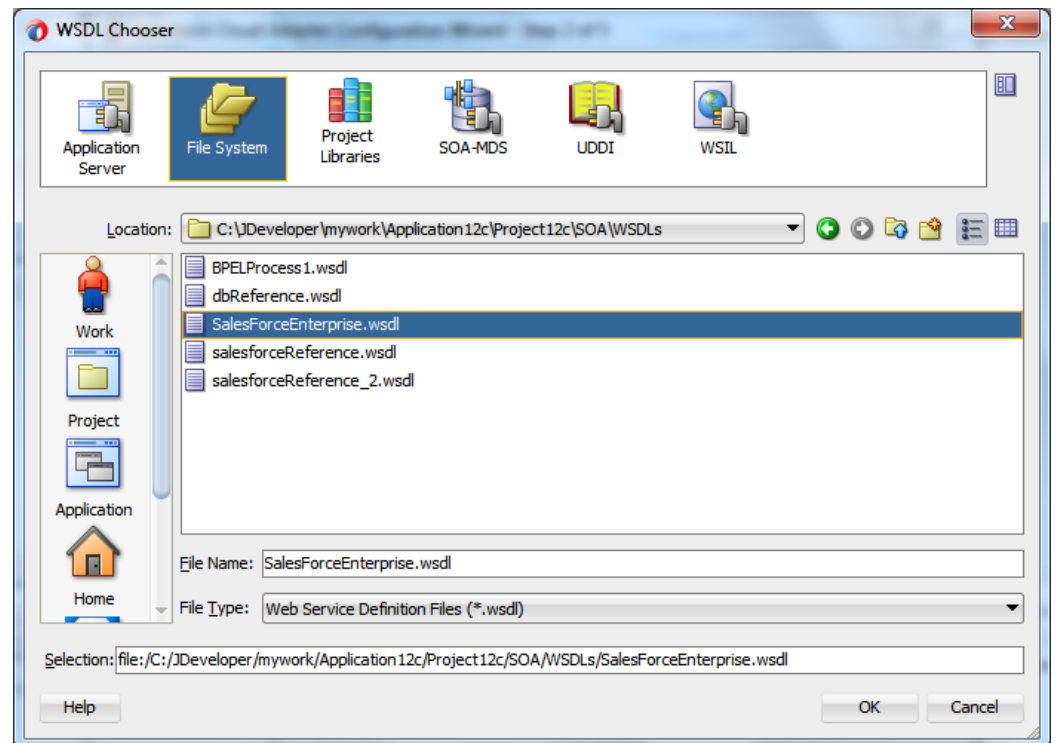 WSDL Chooser
Application
Server
File System
Project
Libraries
SOA-MDS
UDDI
WSIL
Location: C:\JDeveloper\mywork\Application12c\Project12c\SOA\WSDLs
Work
Project
Application
Home
BPELProcess1.wsdl
dbReference.wsdl
SalesForceEnterprise.wsdl
salesforceReference.wsdl
salesforceReference_2.wsdl
File Name: SalesForceEnterprise.wsdl
File Type: Web Service Definition Files (*.wsdl)
Selection: file:/C:/JDeveloper/mywork/Application12c/Project12c/SOA/WSDLs/SalesForceEnterprise.wsdl
Help
OK
Cancel